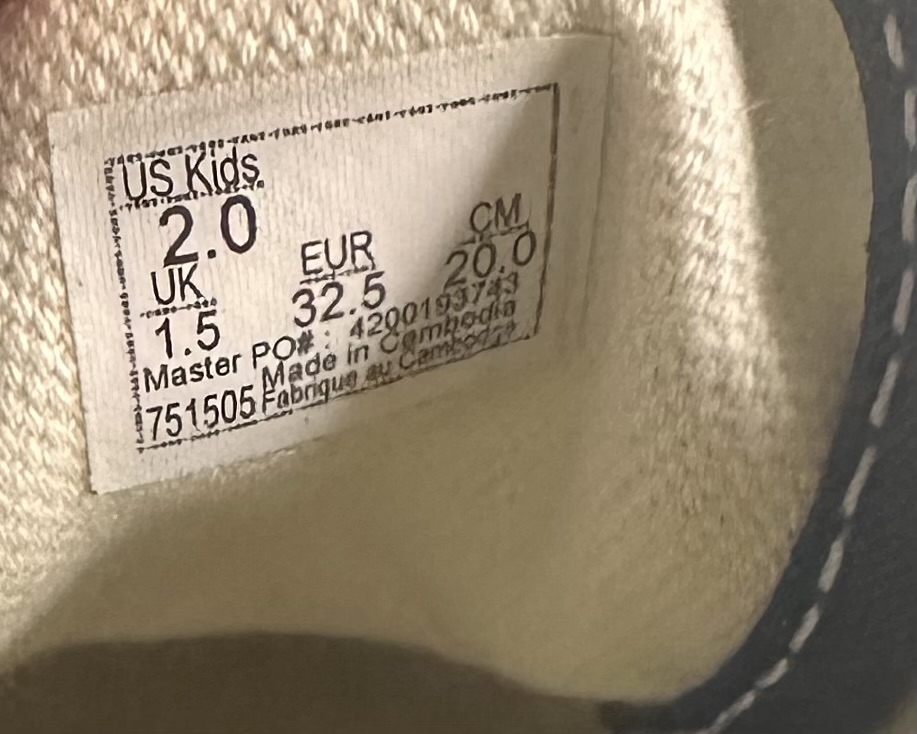 US Kids
2.0
UK EUR CM
1.5 32.5 20.0
Master PO# : 4200193743
751505 Made in Cambodia
Fabriqué au Cambodge